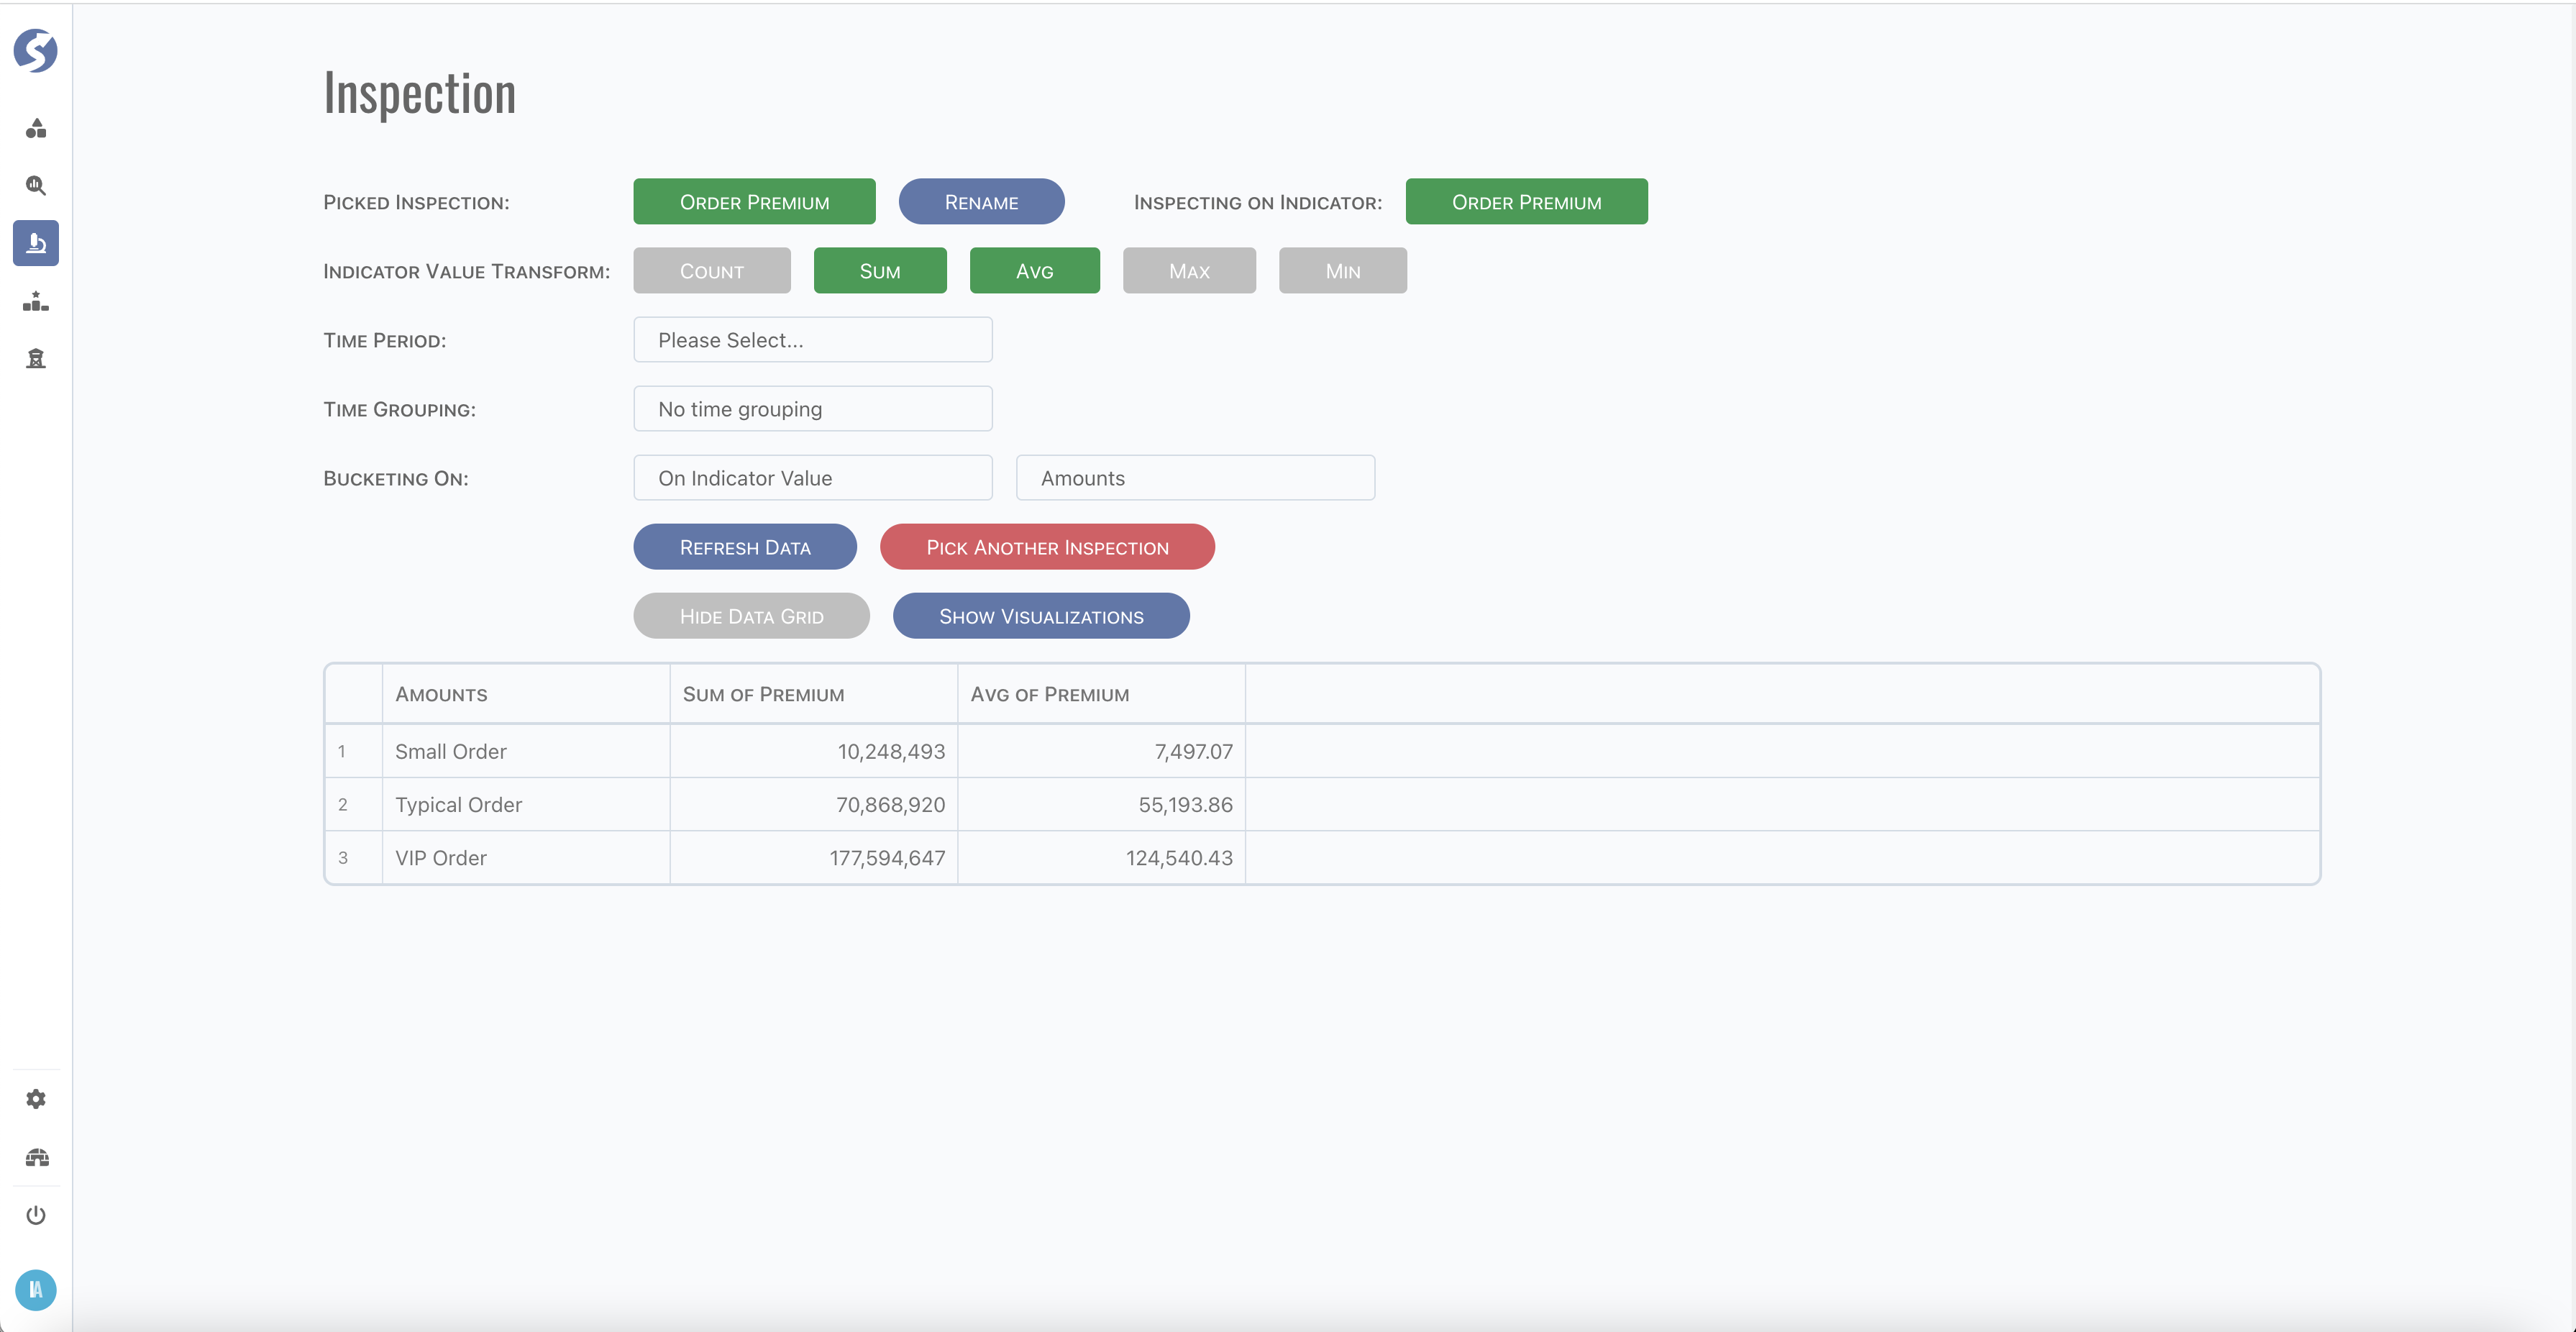 Inspection
PICKED INSPECTION: ORDER PREMIUM RENAME INSPECTING ON INDICATOR: ORDER PREMIUM
INDICATOR VALUE TRANSFORM: COUNT SUM AVG MAX MIN
TIME PERIOD: Please Select...
TIME GROUPING: No time grouping
BUCKETING ON: On Indicator Value Amounts
REFRESH DATA PICK ANOTHER INSPECTION
HIDE DATA GRID SHOW VISUALIZATIONS
AMOUNTS SUM OF PREMIUM AVG OF PREMIUM
1 Small Order 10,248,493 7,497.07
2 Typical Order 70,868,920 55,193.86
3 VIP Order 177,594,647 124,540.43
IA